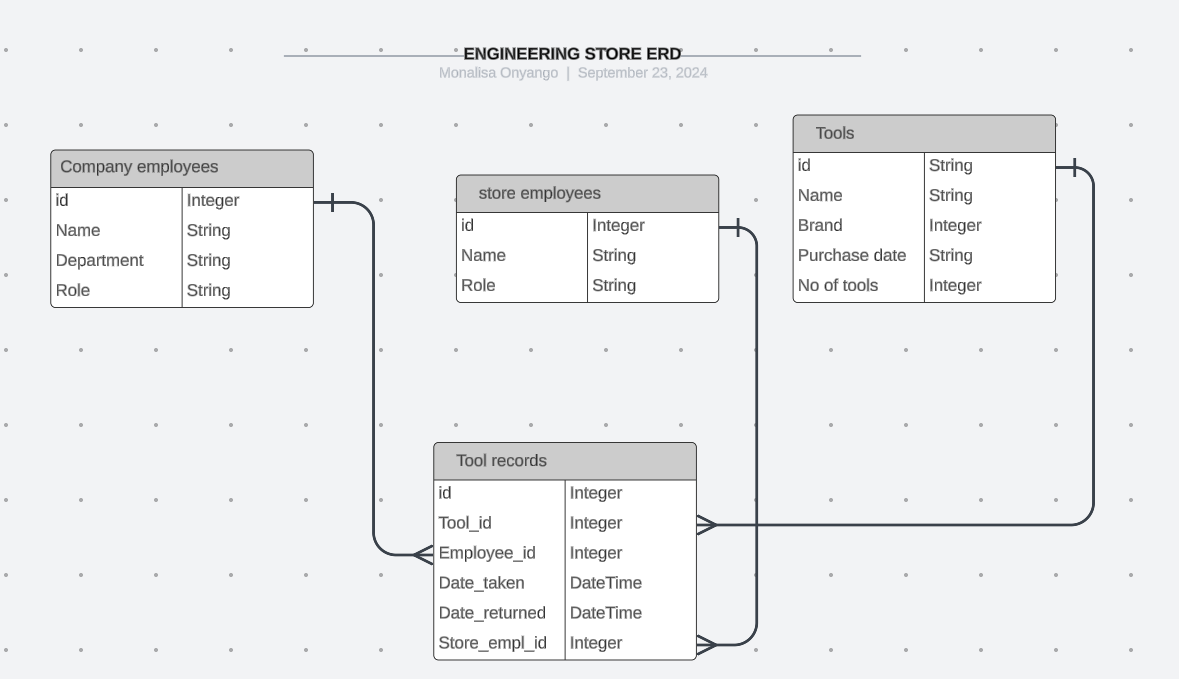 ENGINEERING STORE ERD
Monalisa Onyango | September 23, 2024
Company employees
id Integer
Name String
Department String
Role String
store employees
id Integer
Name String
Role String
Tools
id String
Name String
Brand Integer
Purchase date String
No of tools Integer
Tool records
id Integer
Tool_id Integer
Employee_id Integer
Date_taken DateTime
Date_returned DateTime
Store_empl_id Integer